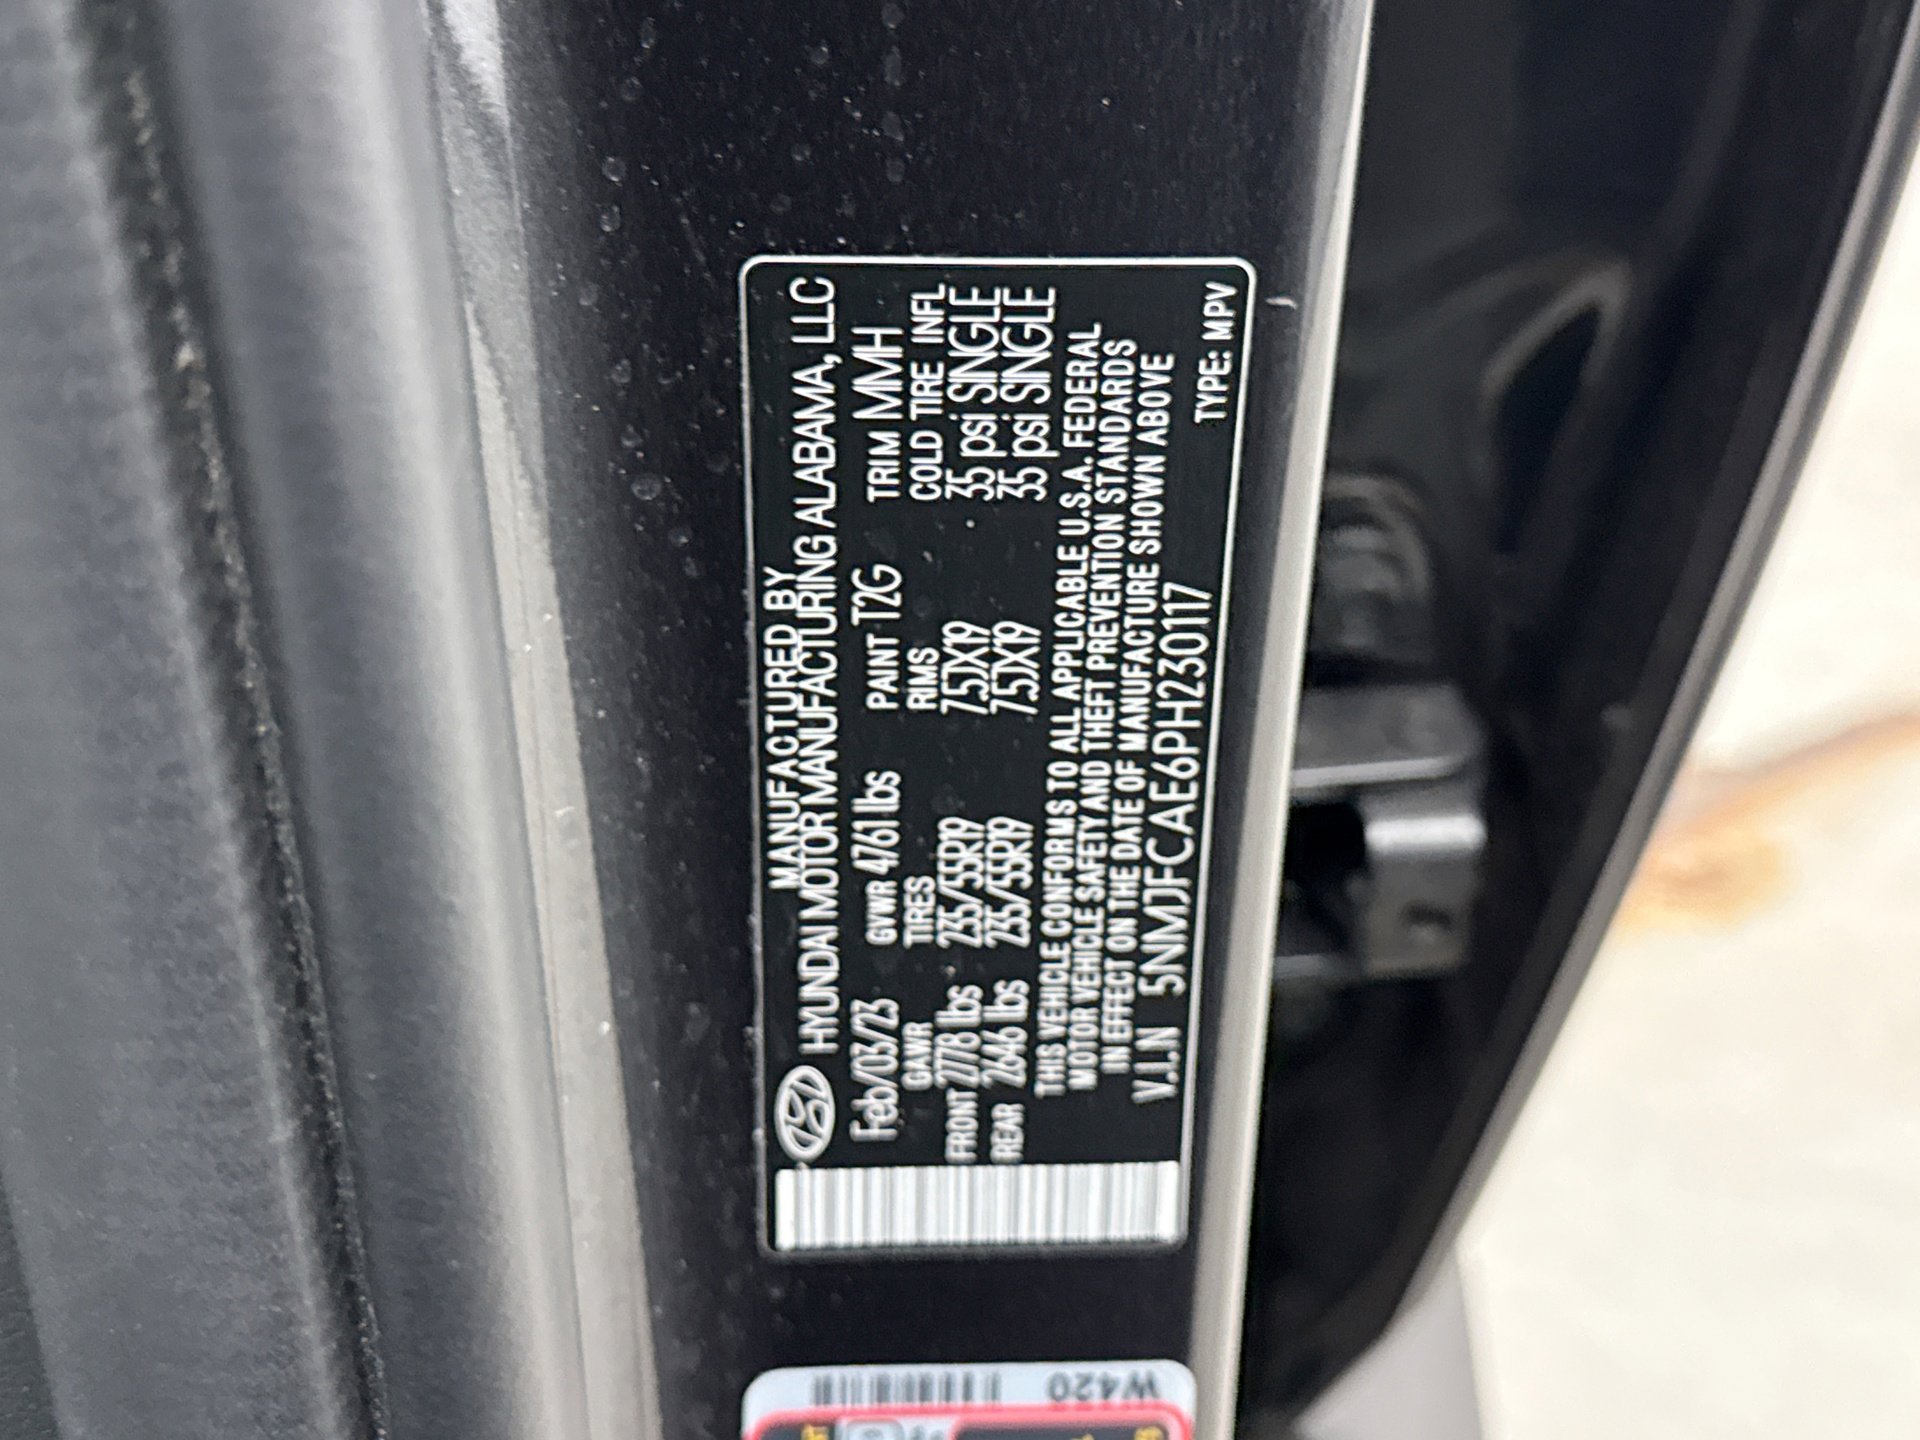 MANUFACTURED BY
HYUNDAI MOTOR MANUFACTURING ALABAMA, LLC
Feb/03/23 GVWR 4761 lbs PAINT T2G TRIM MMH
GAWR TIRES RIMS COLD TIRE INFL
FRONT 2778 lbs 235/55R19 7.5JX19 35 psi SINGLE
REAR 2646 lbs 235/55R19 7.5JX19 35 psi SINGLE
THIS VEHICLE CONFORMS TO ALL APPLICABLE U.S.A. FEDERAL
MOTOR VEHICLE SAFETY AND THEFT PREVENTION STANDARDS
IN EFFECT ON THE DATE OF MANUFACTURE SHOWN ABOVE
V.I.N 5NMJFCAE6PH230117
TYPE: MPV
W420